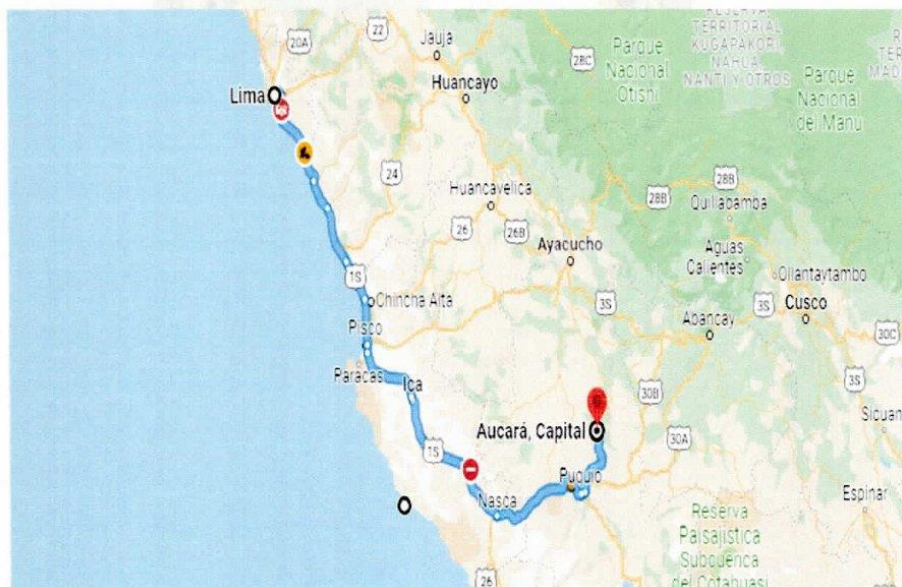 RESERVA
TERRITORIAL
KUGAPAKORI,
NAHUA,
NANTI Y OTROS
20A
22
Jauja
Parque
Nacional
Otishi
28C
Parque
Nacional
del Manu
Lima
Huancayo
24
28B
28B
28B
Huancavelica
Quillabamba
26
26B
Ayacucho
Aguas
Calientes
Ollantaytambo
1S
Chincha Alta
3S
3S
Cusco
Abancay
30C
Pisco
Paracas
Ica
3S
30B
Sicuan
Aucará, Capital
30A
1S
Puquio
Nasca
Espinar
Reserva
Paisajística
Subcuenca
del Cotahuasi
26